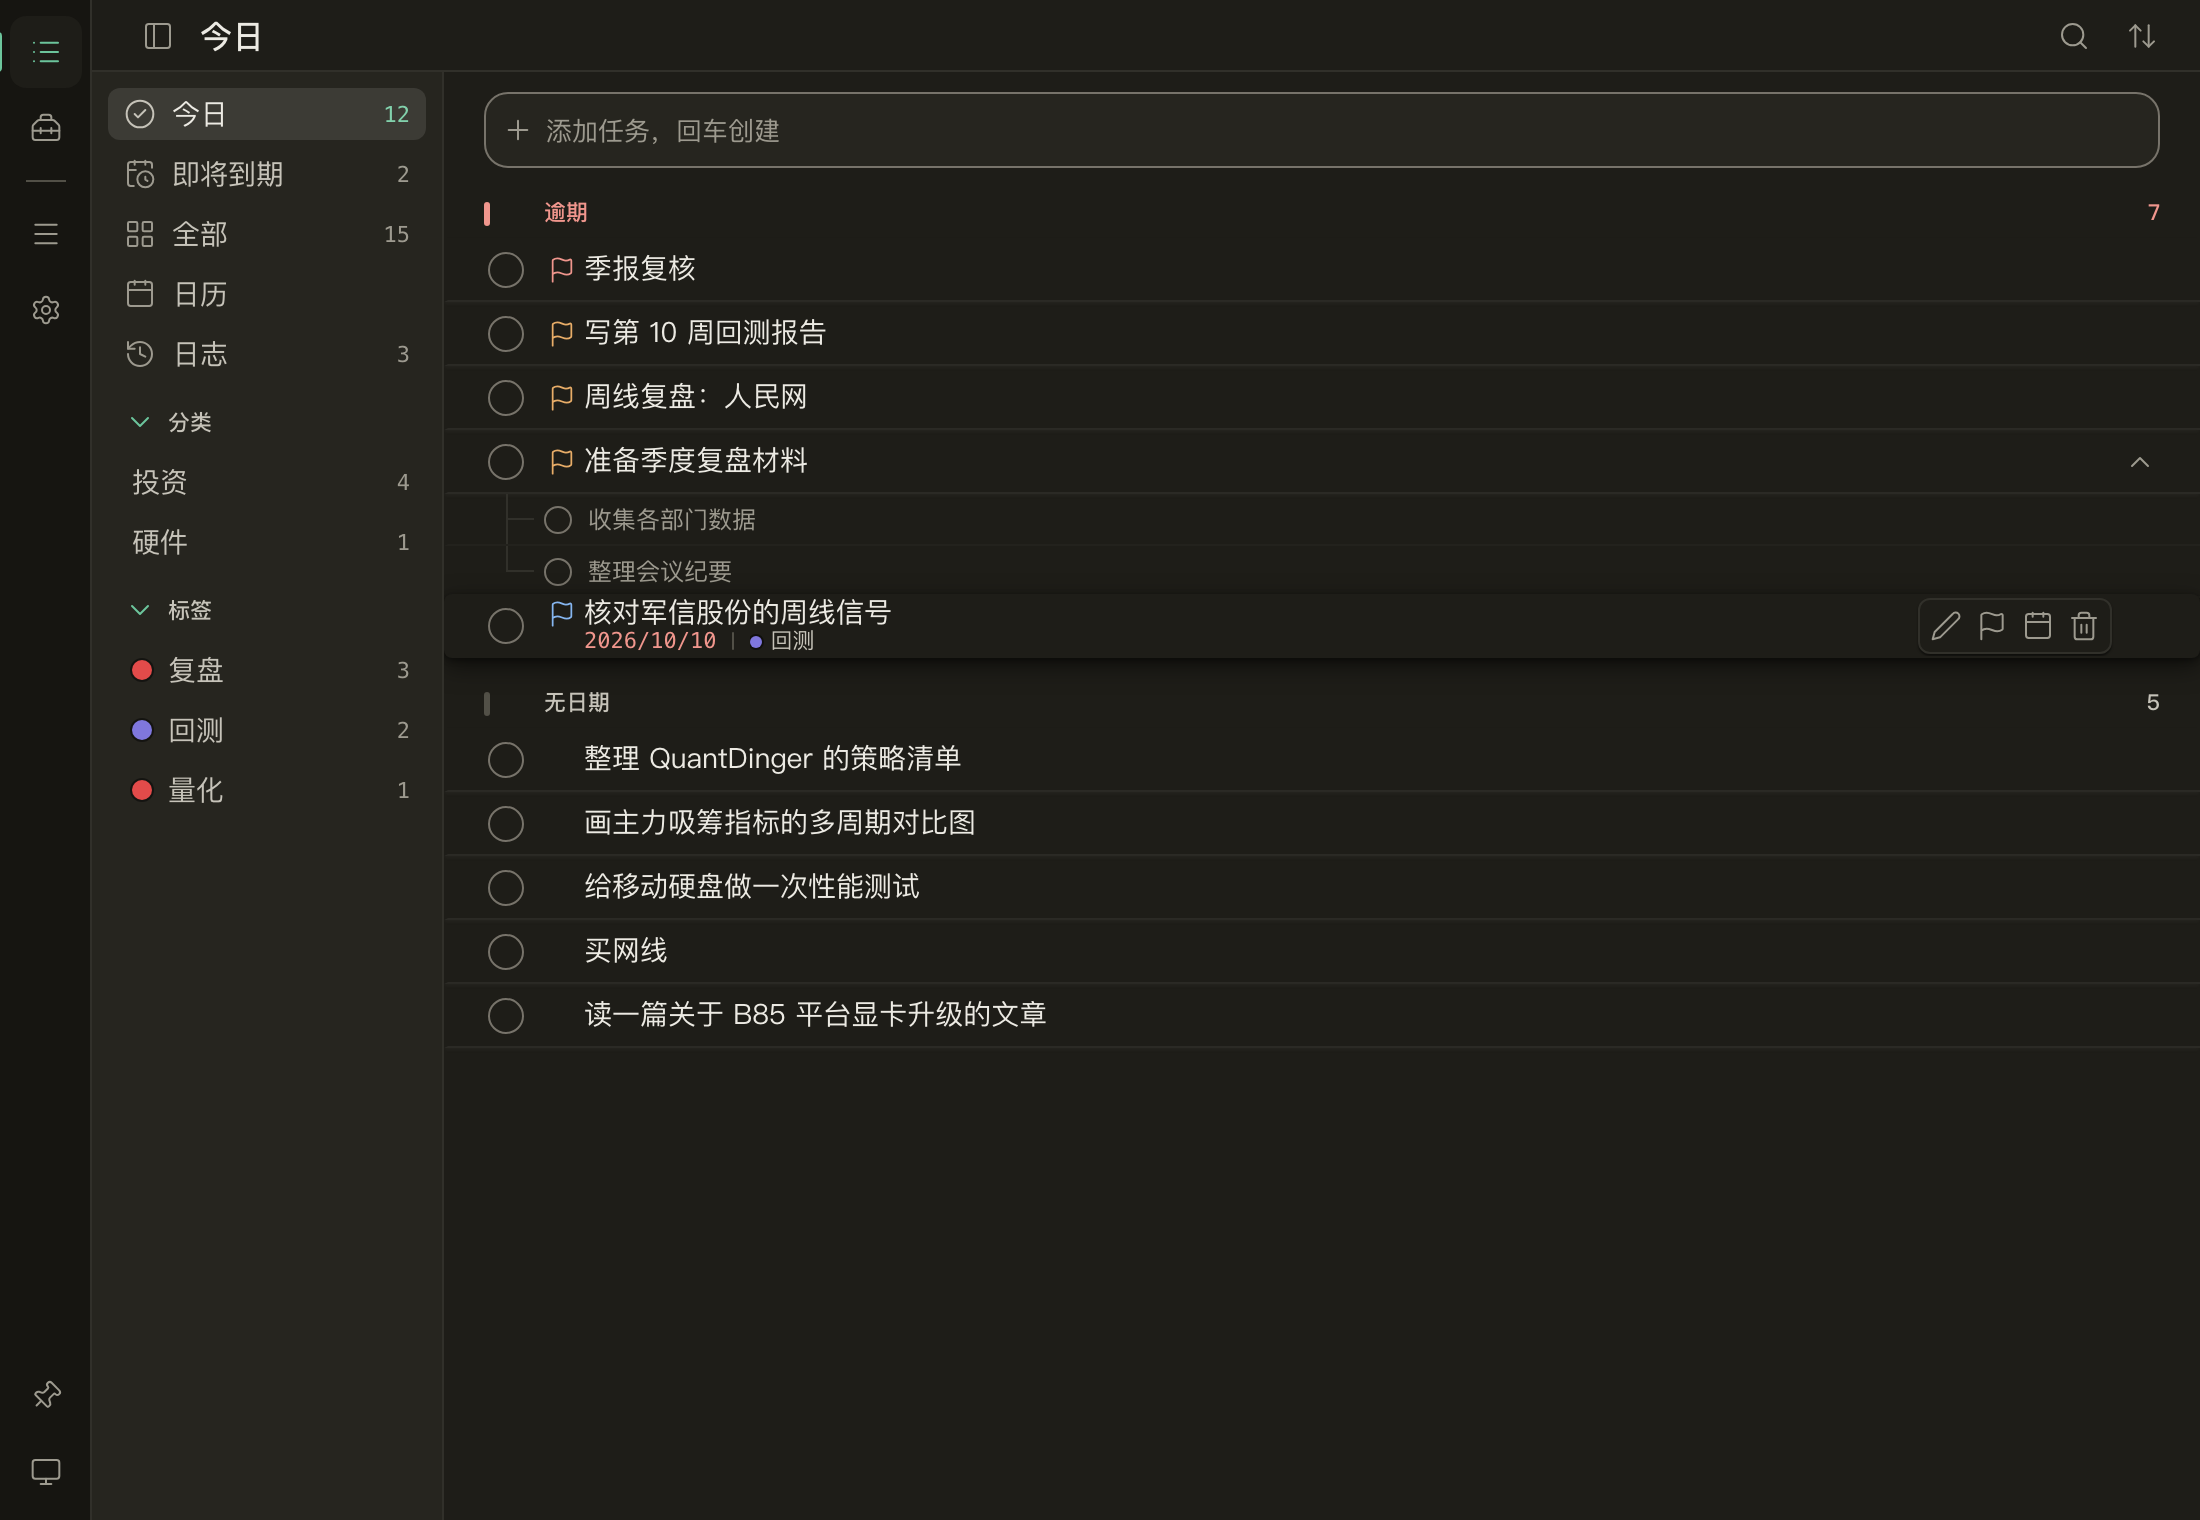 今日
今日 12
即将到期 2
全部 15
日历
日志 3
分类
投资 4
硬件 1
标签
复盘 3
回测 2
量化 1
添加任务，回车创建
逾期 7
季报复核
写第 10 周回测报告
周线复盘：人民网
准备季度复盘材料
收集各部门数据
整理会议纪要
核对军信股份的周线信号
2026/10/10 | 回测
无日期 5
整理 QuantDinger 的策略清单
画主力吸筹指标的多周期对比图
给移动硬盘做一次性能测试
买网线
读一篇关于 B85 平台显卡升级的文章